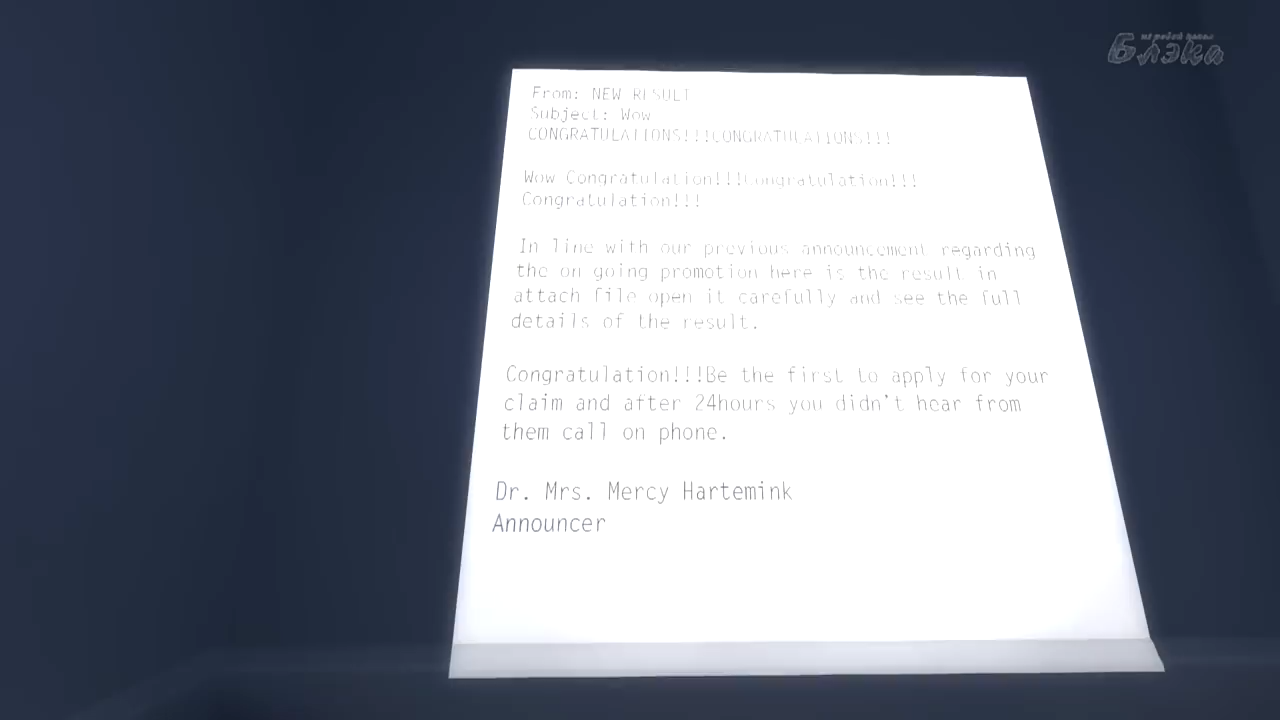 игровой канал
Блэка
From: NEW RESULT
Subject: Wow
CONGRATULATIONS!!!CONGRATULATIONS!!!
Wow Congratulation!!!Congratulation!!!
Congratulation!!!
In line with our previous announcement regarding
the on going promotion here is the result in
attach file open it carefully and see the full
details of the result.
Congratulation!!!Be the first to apply for your
claim and after 24hours you didn't hear from
them call on phone.
Dr. Mrs. Mercy Hartemink
Announcer